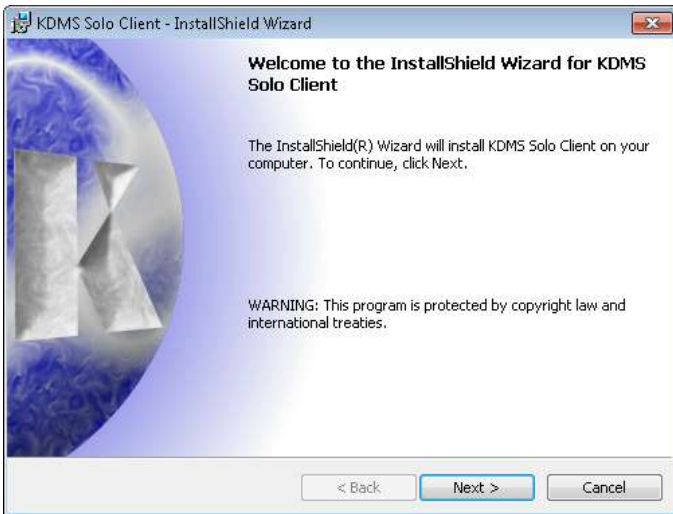 KDMS Solo Client - InstallShield Wizard
Welcome to the InstallShield Wizard for KDMS
Solo Client
The InstallShield(R) Wizard will install KDMS Solo Client on your
computer. To continue, click Next.
WARNING: This program is protected by copyright law and
international treaties.
K
< Back
Next >
Cancel